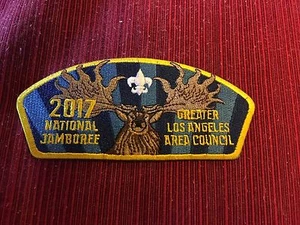 2017
NATIONAL
JAMBOREE
GREATER
LOS ANGELES
AREA COUNCIL